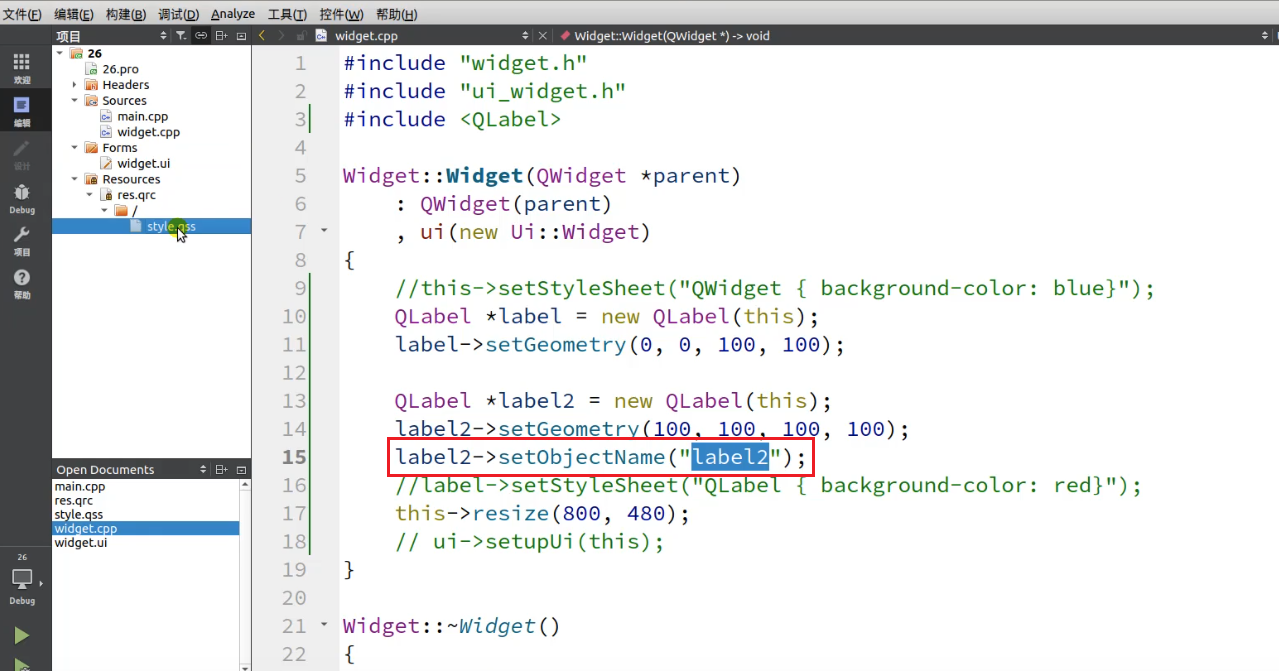 文件(F) 编辑(E) 构建(B) 调试(D) Analyze 工具(T) 控件(W) 帮助(H)
项目
widget.cpp
Widget::Widget(QWidget *) -> void
欢迎
编辑
设计
Debug
项目
帮助
26
Debug
26
26.pro
Headers
Sources
main.cpp
widget.cpp
Forms
widget.ui
Resources
res.qrc
/
style.qss
Open Documents
main.cpp
res.qrc
style.qss
widget.cpp
widget.ui
1 #include "widget.h"
2 #include "ui_widget.h"
3 #include <QLabel>
4
5 Widget::Widget(QWidget *parent)
6 : QWidget(parent)
7 , ui(new Ui::Widget)
8 {
9 //this->setStyleSheet("QWidget { background-color: blue}");
10 QLabel *label = new QLabel(this);
11 label->setGeometry(0, 0, 100, 100);
12
13 QLabel *label2 = new QLabel(this);
14 label2->setGeometry(100, 100, 100, 100);
15 label2->setObjectName("label2");
16 //label->setStyleSheet("QLabel { background-color: red}");
17 this->resize(800, 480);
18 // ui->setupUi(this);
19 }
20
21 Widget::~Widget()
22 {